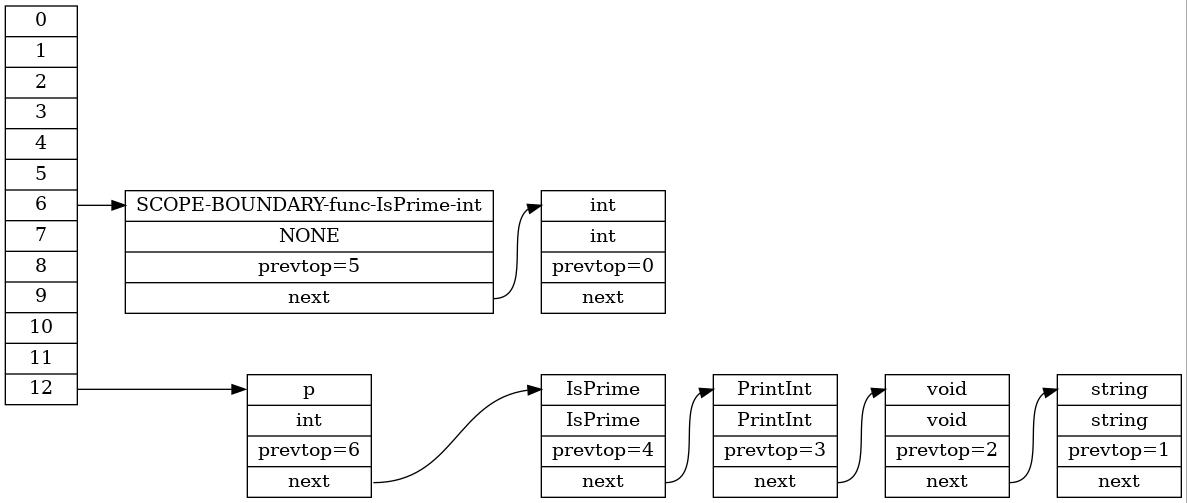 0
1
2
3
4
5
6
7
8
9
10
11
12
SCOPE-BOUNDARY-func-IsPrime-int
NONE
prevtop=5
next
int
int
prevtop=0
next
p
int
prevtop=6
next
IsPrime
IsPrime
prevtop=4
next
PrintInt
PrintInt
prevtop=3
next
void
void
prevtop=2
next
string
string
prevtop=1
next